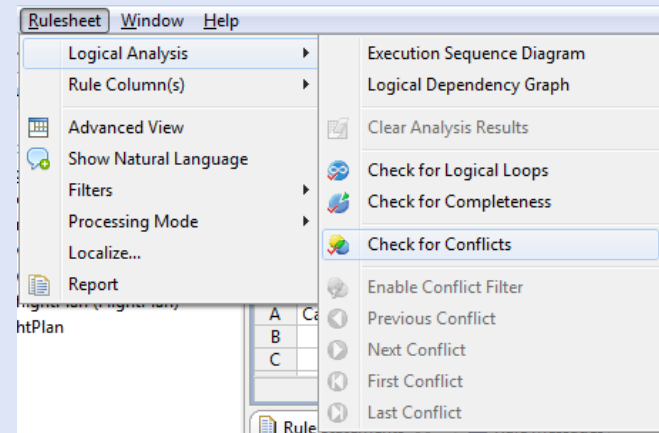 Rulesheet Window Help
Logical Analysis
Rule Column(s)
Advanced View
Show Natural Language
Filters
Processing Mode
Localize...
Report
Execution Sequence Diagram
Logical Dependency Graph
Clear Analysis Results
Check for Logical Loops
Check for Completeness
Check for Conflicts
Enable Conflict Filter
Previous Conflict
Next Conflict
First Conflict
Last Conflict
htPlan
A Ca
B
C
Rule